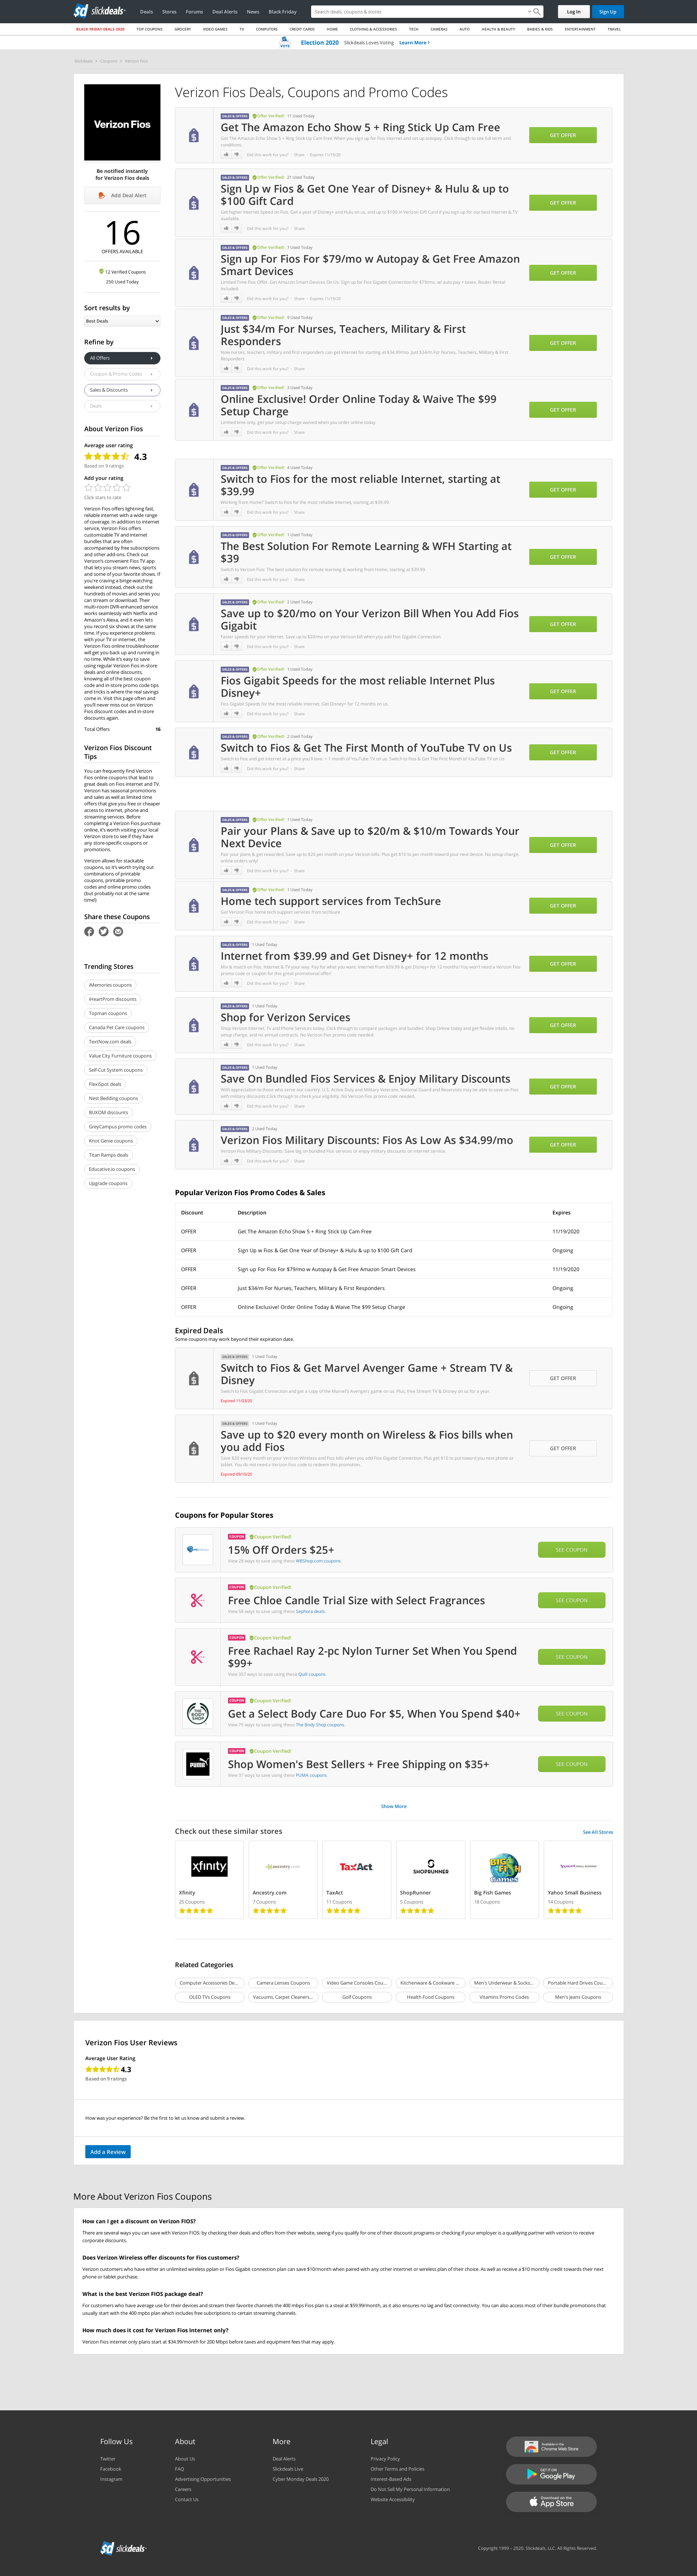 slickdeals
Deals Stores Forums Deal Alerts News Black Friday
Search deals, coupons & stores
Log In
Sign Up
BLACK FRIDAY DEALS 2020 TOP COUPONS GROCERY VIDEO GAMES TV COMPUTERS CREDIT CARDS HOME CLOTHING & ACCESSORIES TECH CAMERAS AUTO HEALTH & BEAUTY BABIES & KIDS ENTERTAINMENT TRAVEL
VOTE Election 2020 Slickdeals Loves Voting Learn More ›
Slickdeals › Coupons › Verizon Fios
Verizon Fios
Be notified instantly
for Verizon Fios deals
Add Deal Alert
16
OFFERS AVAILABLE
12 Verified Coupons
250 Used Today
Sort results by
Best Deals
Refine by
All Offers
Coupon & Promo Codes
Sales & Discounts
Deals
About Verizon Fios
Average user rating
4.3
Based on 9 ratings
Add your rating
Click stars to rate
Verizon Fios offers lightning fast,
reliable internet with a wide range
of coverage. In addition to internet
service, Verizon Fios offers
customizable TV and internet
bundles that are often
accompanied by free subscriptions
and other add-ons. Check out
Verizon's convenient Fios TV app
that lets you stream news, sports
and some of your favorite shows. If
you're craving a binge-watching
weekend instead, check out the
hundreds of movies and series you
can stream or download. Their
multi-room DVR-enhanced service
works seamlessly with Netflix and
Amazon's Alexa, and it even lets
you record six shows at the same
time. If you experience problems
with your TV or internet, the
Verizon Fios online troubleshooter
will get you back up and running in
no time. While it's easy to save
using regular Verizon Fios in-store
deals and online discounts,
knowing all of the best coupon
code and in-store promo code tips
and tricks is where the real savings
come in. Visit this page often and
you'll never miss out on Verizon
Fios discount codes and in-store
discounts again.
Total Offers 16
Verizon Fios Discount
Tips
You can frequently find Verizon
Fios online coupons that lead to
great deals on Fios internet and TV.
Verizon has seasonal promotions
and sales as well as limited time
offers that give you free or cheaper
access to internet, phone and
streaming services. Before
completing a Verizon Fios purchase
online, it's worth visiting your local
Verizon store to see if they have
any store-specific coupons or
promotions.
Verizon allows for stackable
coupons, so it's worth trying out
combinations of printable
coupons, printable promo
codes and online promo codes
(but probably not at the same
time!)
Share these Coupons
Trending Stores
iMemories coupons
iHeartProm discounts
Topman coupons
Canada Pet Care coupons
TextNow.com deals
Value City Furniture coupons
Self-Cut System coupons
FlexiSpot deals
Nest Bedding coupons
BUXOM discounts
GreyCampus promo codes
Knot Genie coupons
Titan Ramps deals
Educative.io coupons
Upgrade coupons
Verizon Fios Deals, Coupons and Promo Codes
SALES & OFFERS Offer Verified! 11 Used Today
Get The Amazon Echo Show 5 + Ring Stick Up Cam Free
Get The Amazon Echo Show 5 + Ring Stick Up Cam Free When you sign up for Fios internet and set up autopay. Click through to see full term and
conditions.
Did this work for you? · Share · Expires 11/19/20
GET OFFER
SALES & OFFERS Offer Verified! 21 Used Today
Sign Up w Fios & Get One Year of Disney+ & Hulu & up to
$100 Gift Card
Get higher internet Speed on Fios, Get a year of Disney+ and Hulu on us, and up to $100 in Verizon Gift Card if you sign up for our best internet & TV
available.
Did this work for you? · Share
GET OFFER
SALES & OFFERS Offer Verified! 7 Used Today
Sign up For Fios For $79/mo w Autopay & Get Free Amazon
Smart Devices
Limited Time Fios Offer: Get Amazon Smart Devices On Us. Sign-up for Fios Gigabit Connection for $79/mo. w/ auto pay + taxes. Router Rental
Included.
Did this work for you? · Share · Expires 11/19/20
GET OFFER
SALES & OFFERS Offer Verified! 9 Used Today
Just $34/m For Nurses, Teachers, Military & First
Responders
Now nurses, teachers, military and first responders can get internet for starting at $34.99/mo. Just $34/m For Nurses, Teachers, Military & First
Responders.
Did this work for you? · Share
GET OFFER
SALES & OFFERS Offer Verified! 3 Used Today
Online Exclusive! Order Online Today & Waive The $99
Setup Charge
Limited time only, get your setup charge waived when you order online today.
Did this work for you? · Share
GET OFFER
SALES & OFFERS Offer Verified! 4 Used Today
Switch to Fios for the most reliable Internet, starting at
$39.99
Working from Home? Switch to Fios for the most reliable Internet, starting at $39.99.
Did this work for you? · Share
GET OFFER
SALES & OFFERS Offer Verified! 1 Used Today
The Best Solution For Remote Learning & WFH Starting at
$39
Switch to Verizon Fios: The best solution for remote learning & working from Home, starting at $39.99
Did this work for you? · Share
GET OFFER
SALES & OFFERS Offer Verified! 2 Used Today
Save up to $20/mo on Your Verizon Bill When You Add Fios
Gigabit
Faster speeds for your internet. Save up to $20/mo on your Verizon bill when you add Fios Gigabit Connection.
Did this work for you? · Share
GET OFFER
SALES & OFFERS Offer Verified! 1 Used Today
Fios Gigabit Speeds for the most reliable Internet Plus
Disney+
Fios Gigabit Speeds for the most reliable internet. Get Disney+ for 12 months on us.
Did this work for you? · Share
GET OFFER
SALES & OFFERS Offer Verified! 2 Used Today
Switch to Fios & Get The First Month of YouTube TV on Us
Switch to Fios and get internet at a price you'll love. + 1 month of YouTube TV on us. Switch to Fios & Get The First Month of YouTube TV on Us
Did this work for you? · Share
GET OFFER
SALES & OFFERS Offer Verified! 1 Used Today
Pair your Plans & Save up to $20/m & $10/m Towards Your
Next Device
Pair your plans & get rewarded. Save up to $20 per month on your Verizon bills. Plus get $10 to per month toward your next device. No setup charge,
online orders only!
Did this work for you? · Share
GET OFFER
SALES & OFFERS Offer Verified! 1 Used Today
Home tech support services from TechSure
Get Verizon Fios home tech support services from techsure.
Did this work for you? · Share
GET OFFER
SALES & OFFERS 1 Used Today
Internet from $39.99 and Get Disney+ for 12 months
Mix & match on Fios. Internet & TV your way. Pay for what you want. Internet from $39.99 & get Disney+ for 12 months! You won't need a Verizon Fios
promo code or coupon for this great promotional offer!
Did this work for you? · Share
GET OFFER
SALES & OFFERS 1 Used Today
Shop for Verizon Services
Shop Verizon Internet, Tv and Phone Services today. Click through to compare packages and bundles. Shop Online today and get flexible intalls, no
setup charge, and no annual contracts. No Verizon Fios promo code needed.
Did this work for you? · Share
GET OFFER
SALES & OFFERS 1 Used Today
Save On Bundled Fios Services & Enjoy Military Discounts
With appreciation to those who serve our country, U.S. Active Duty and Military Veterans, National Guard and Reservists may be able to save on Fios
with military discounts.Click through to check your eligibility. No Verizon Fios promo code needed.
Did this work for you? · Share
GET OFFER
SALES & OFFERS 2 Used Today
Verizon Fios Military Discounts: Fios As Low As $34.99/mo
Verizon Fios Military Discounts: Save big on bundled Fios services or enjoy military discounts on internet service.
Did this work for you? · Share
GET OFFER
Popular Verizon Fios Promo Codes & Sales
Discount Description Expires
OFFER Get The Amazon Echo Show 5 + Ring Stick Up Cam Free 11/19/2020
OFFER Sign Up w Fios & Get One Year of Disney+ & Hulu & up to $100 Gift Card Ongoing
OFFER Sign up For Fios For $79/mo w Autopay & Get Free Amazon Smart Devices 11/19/2020
OFFER Just $34/m For Nurses, Teachers, Military & First Responders Ongoing
OFFER Online Exclusive! Order Online Today & Waive The $99 Setup Charge Ongoing
Expired Deals
Some coupons may work beyond their expiration date.
SALES & OFFERS 1 Used Today
Switch to Fios & Get Marvel Avenger Game + Stream TV &
Disney
Switch to Fios Gigabit Connection and get a copy of the Marvel's Avengers game on us. Plus, Free Stream TV & Disney on us for a year.
Expired 11/03/20
GET OFFER
SALES & OFFERS 1 Used Today
Save up to $20 every month on Wireless & Fios bills when
you add Fios
Save $20 every month on your Verizon Wireless and Fios bills when you add Fios Gigabit Connection. Plus get $10 to put toward you next phone or
tablet. You do not need a Verizon Fios code to redeem this promotion.
Expired 09/10/20
GET OFFER
Coupons for Popular Stores
COUPON Coupon Verified!
15% Off Orders $25+
View 28 ways to save using these WBShop.com coupons.
SEE COUPON
COUPON Coupon Verified!
Free Chloe Candle Trial Size with Select Fragrances
View 58 ways to save using these Sephora deals.
SEE COUPON
COUPON Coupon Verified!
Free Rachael Ray 2-pc Nylon Turner Set When You Spend
$99+
View 357 ways to save using these Quill coupons.
SEE COUPON
THE BODY SHOP
COUPON Coupon Verified!
Get a Select Body Care Duo For $5, When You Spend $40+
View 75 ways to save using these The Body Shop coupons.
SEE COUPON
PUMA
COUPON Coupon Verified!
Shop Women's Best Sellers + Free Shipping on $35+
View 37 ways to save using these PUMA coupons.
SEE COUPON
Show More
Check out these similar stores
See All Stores
xfinity
Xfinity
25 Coupons
ancestry.com
Ancestry.com
7 Coupons
TaxAct
TaxAct
11 Coupons
SHOPRUNNER
ShopRunner
5 Coupons
BIG FISH Games
Big Fish Games
18 Coupons
YAHOO! SMALL BUSINESS
Yahoo Small Business
14 Coupons
Related Categories
Computer Accessories De... Camera Lenses Coupons Video Game Consoles Cou... Kitchenware & Cookware ... Men's Underwear & Socks... Portable Hard Drives Cou...
OLED TVs Coupons Vacuums, Carpet Cleaners... Golf Coupons Health Food Coupons Vitamins Promo Codes Men's Jeans Coupons
Verizon Fios User Reviews
Average User Rating
4.3
Based on 9 ratings
How was your experience? Be the first to let us know and submit a review.
Add a Review
More About Verizon Fios Coupons
How can I get a discount on Verizon FIOS?
There are several ways you can save with Verizon FIOS: by checking their deals and offers from their website, seeing if you qualify for one of their discount programs or checking if your employer is a qualifying partner with verizon to receive
corporate discounts.
Does Verizon Wireless offer discounts for Fios customers?
Verizon customers who have either an unlimited wireless pplan or Fios Gigabit connection plan can save $10/month when paired with any other internet or wireless plan of their choice. As well as receive a $10 monthly credit towards their next
phone or tablet purchase.
What is the best Verizon FIOS package deal?
For customers who have average use for their devices and stream their favorite channels the 400 mbps Fios plan is a steal at $59.99/month, as it also ensures no lag and fast connectivity. You can also access most of their bundle promotions that
usually start with the 400 mpbs plan which includes free subscriptions to certain streaming channels.
How much does it cost for Verizon Fios Internet only?
Verizon Fios internet only plans start at $34.99/month for 200 Mbps before taxes and equipment fees that may apply.
Follow Us
Twitter
Facebook
Instagram
About
About Us
FAQ
Advertising Opportunities
Careers
Contact Us
More
Deal Alerts
Slickdeals Live
Cyber Monday Deals 2020
Legal
Privacy Policy
Other Terms and Policies
Interest-Based Ads
Do Not Sell My Personal Information
Website Accessibility
Available in the
Chrome Web Store
GET IT ON
Google Play
Download on the
App Store
slickdeals
Copyright 1999 - 2020. Slickdeals, LLC. All Rights Reserved.